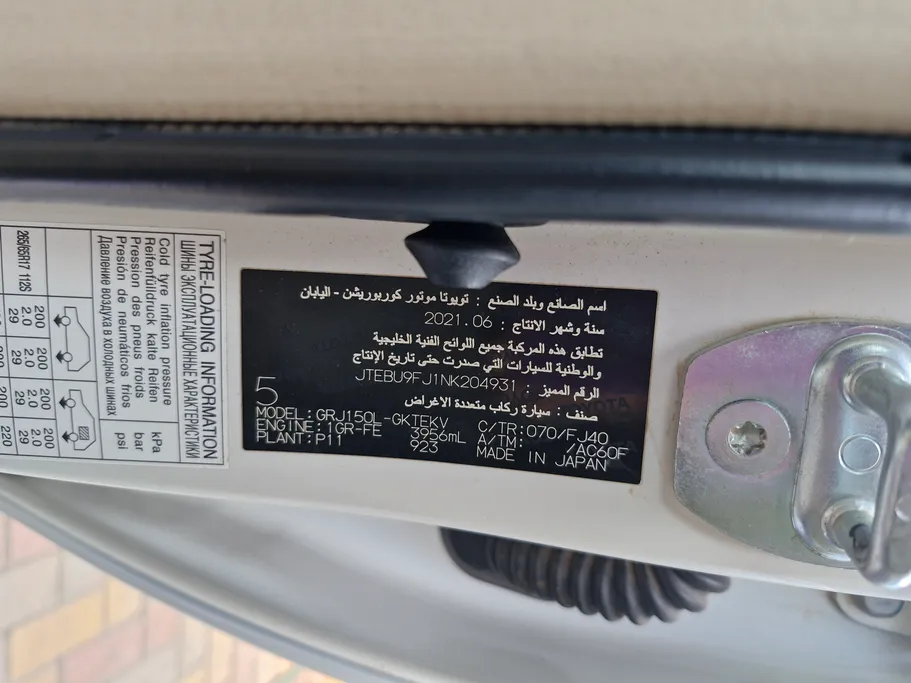 اسم الصانع وبلد الصنع : تويوتا موتور كوربوريشن - اليابان
سنة وشهر الانتاج : 2021.06
تطابق هذه المركبة جميع اللوائح الفنية الخليجية
والوطنية للسيارات التي صدرت حتى تاريخ الإنتاج
الرقم المميز : JTEBU9FJ1NK204931
صنف : سيارة ركاب متعددة الاغراض
5
MODEL: GRJ150L-GKTEKV C/TR: 070/FJ40
ENGINE: 1GR-FE 3956mL A/TM: /AC60F
PLANT: P11 923 MADE IN JAPAN
TYRE-LOADING INFORMATION
ШИНЫ ЭКСПЛУАТАЦИОННЫЕ ХАРАКТЕРИСТИКИ
Cold tyre inflation pressure
Reifenfülldruck kalte Reifen
Pression des pneus froids
Presión de neumáticos fríos
Давление воздуха в холодных шинах
kPa
bar
psi
265/65R17 112S
200 200
2.0 2.0
29 29
200 220
2.0
29